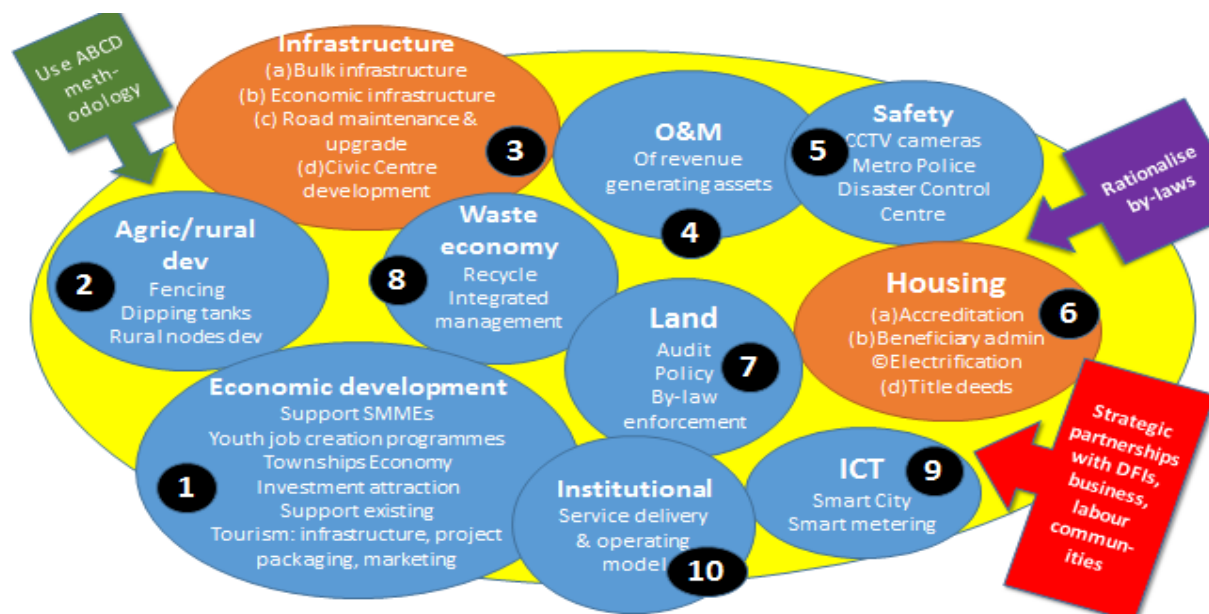 Use ABCD
meth-
odology
Infrastructure
(a)Bulk infrastructure
(b) Economic infrastructure
(c) Road maintenance &
upgrade
(d)Civic Centre
development
3
O&M
Of revenue
generating assets
4
Safety
CCTV cameras
Metro Police
Disaster Control
Centre
5
Rationalise
by-laws
Agric/rural
dev
Fencing
Dipping tanks
Rural nodes dev
2
Waste
economy
Recycle
Integrated
management
8
Land
Audit
Policy
By-law
enforcement
7
Housing
(a)Accreditation
(b)Beneficiary admin
©Electrification
(d)Title deeds
6
Economic development
Support SMMEs
Youth job creation programmes
Townships Economy
Investment attraction
Support existing
Tourism: infrastructure, project
packaging, marketing
1
Institutional
Service delivery
& operating
model
10
ICT
Smart City
Smart metering
9
Strategic
partnerships
with DFIs,
business,
labour
commun-
ities